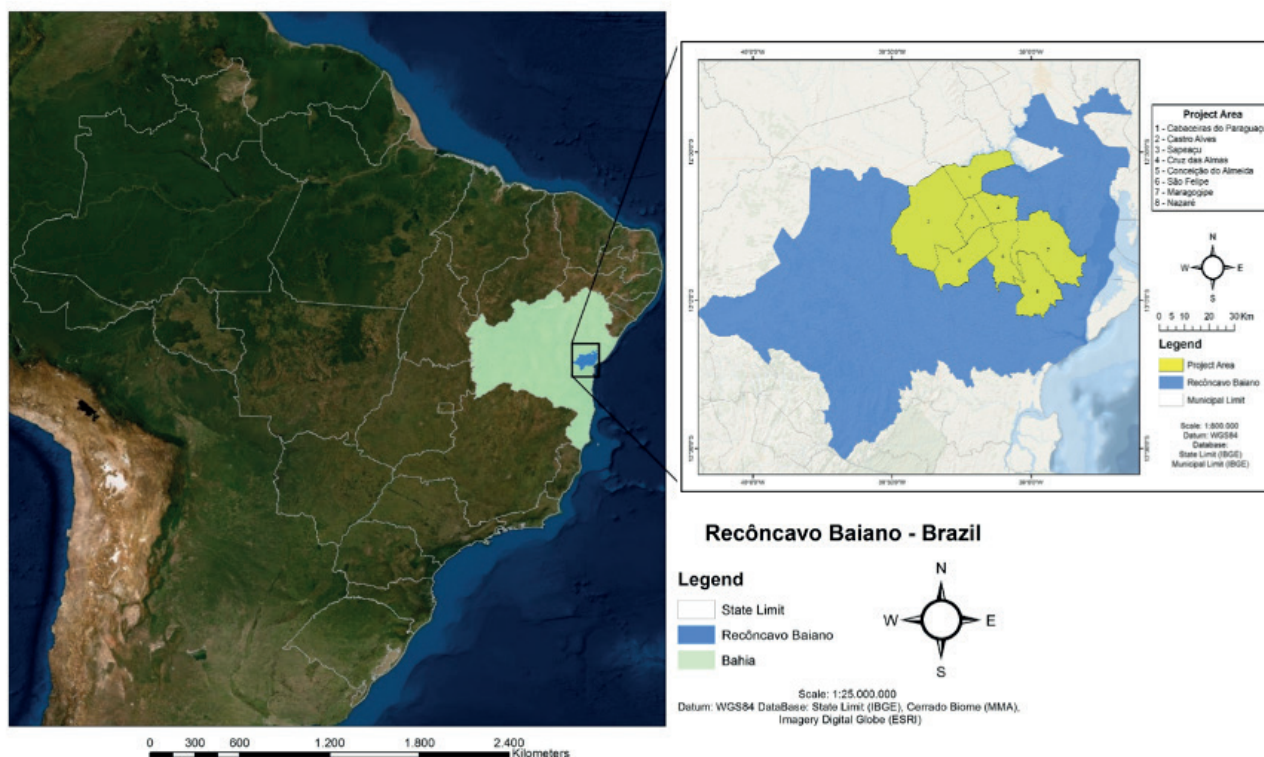 Project Area
1 - Cabaceiras do Paraguaç
2 - Castro Alves
3 - Sapeaçu
4 - Cruz das Almas
5 - Conceição do Almeida
6 - São Felipe
7 - Maragogipe
8 - Nazaré
N
W E
S
0 5 10 20 30 Km
Legend
Project Area
Recôncavo Baiano
Municipal Limit
Scale: 1:800.000
Datum: WGS84
Database:
State Limit (IBGE)
Municipal Limit (IBGE)
Recôncavo Baiano - Brazil
Legend
State Limit
Recôncavo Baiano
Bahia
N
W E
S
Scale: 1:25.000.000
Datum: WGS84 DataBase: State Limit (IBGE), Cerrado Biome (MMA),
Imagery Digital Globe (ESRI)
0 300 600 1.200 1.800 2.400
Kilometers